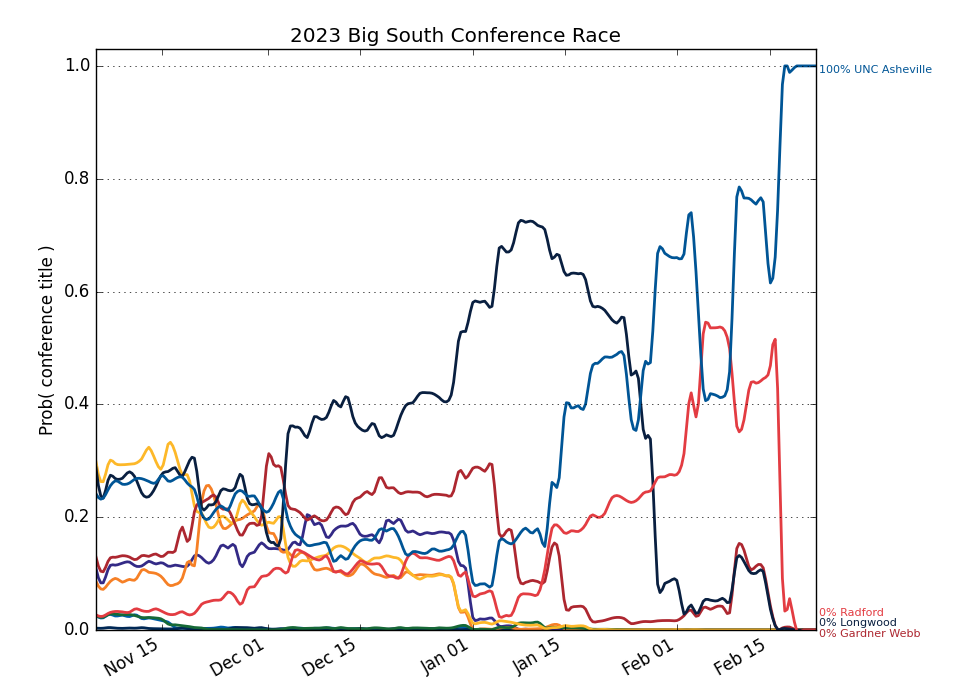 2023 Big South Conference Race
Prob( conference title )
1.0
0.8
0.6
0.4
0.2
0.0
Nov 15
Dec 01
Dec 15
Jan 01
Jan 15
Feb 01
Feb 15
100% UNC Asheville
0% Radford
0% Longwood
0% Gardner Webb